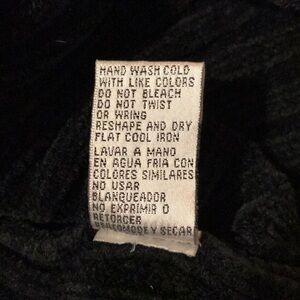 HAND WASH COLD
WITH LIKE COLORS
DO NOT BLEACH
DO NOT TWIST
OR WRING
RESHAPE AND DRY
FLAT COOL IRON
LAVAR A MANO
EN AGUA FRIA CON
COLORES SIMILARES
NO USAR
BLANQUEADOR
NO EXPRIMIR O
RETORCER
Y SECAR